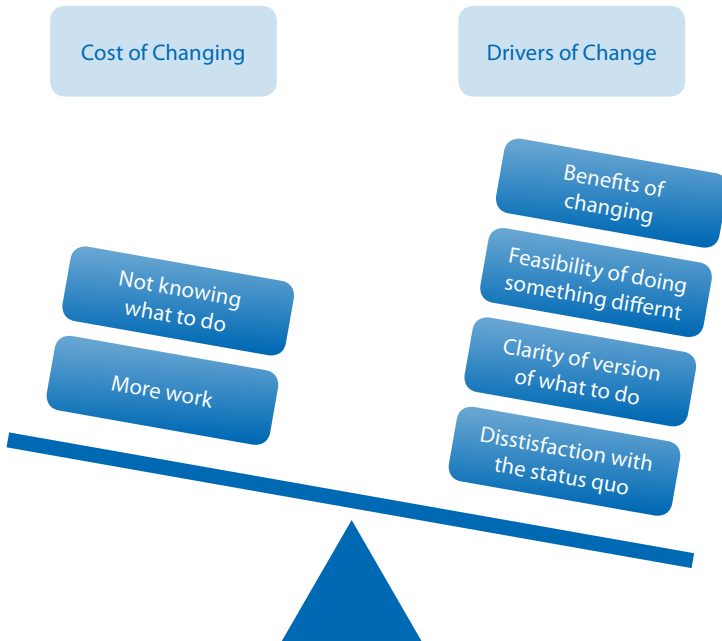 Cost of Changing
Drivers of Change
Not knowing
what to do
More work
Benefits of
changing
Feasibility of doing
something differnt
Clarity of version
of what to do
Disstisfaction with
the status quo